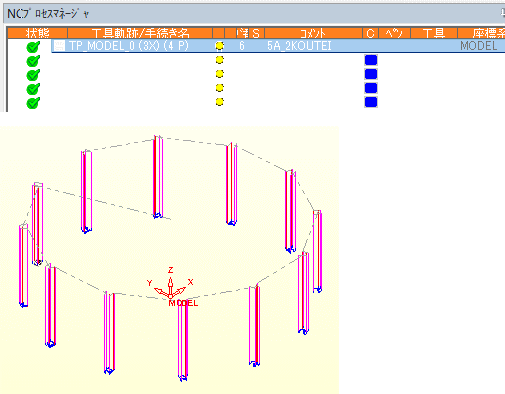 NCプロセスマネージャ
状態 工具軌跡/手続き名 S コメント C ペン 工具 座標系
TP_MODEL_0 (3X) (4 P) 6 5A_2KOUTEI MODEL
Z
Y X
MODEL